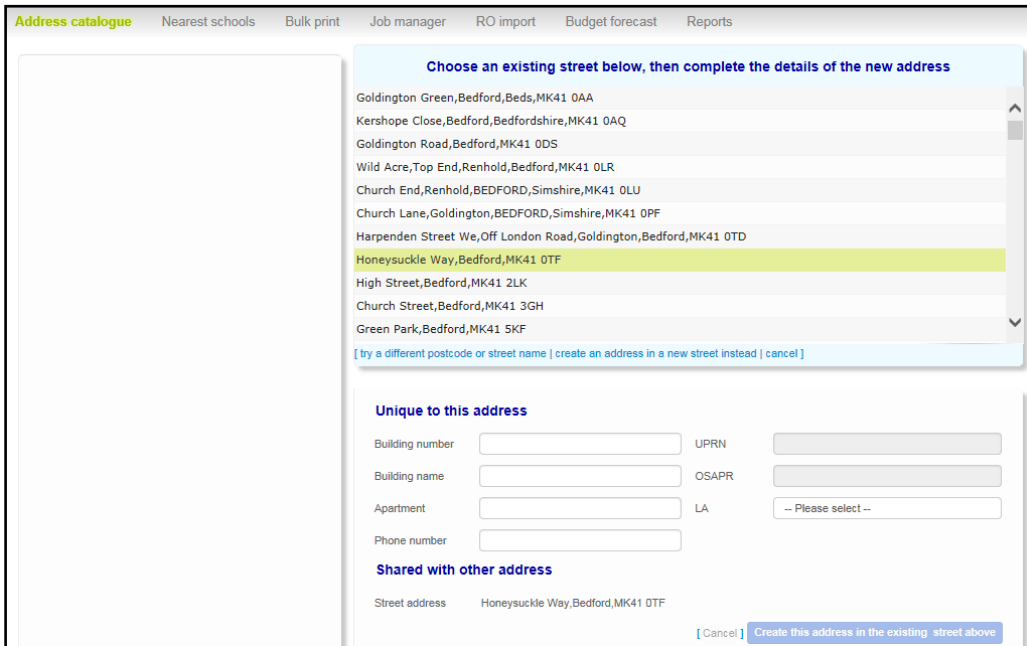 Address catalogue Nearest schools Bulk print Job manager RO import Budget forecast Reports
Choose an existing street below, then complete the details of the new address
Goldington Green,Bedford,Beds,MK41 0AA
Kershope Close,Bedford,Bedfordshire,MK41 0AQ
Goldington Road,Bedford,MK41 0DS
Wild Acre,Top End,Renhold,Bedford,MK41 0LR
Church End,Renhold,BEDFORD,Simshire,MK41 0LU
Church Lane,Goldington,BEDFORD,Simshire,MK41 0PF
Harpenden Street We,Off London Road,Goldington,Bedford,MK41 0TD
Honeysuckle Way,Bedford,MK41 0TF
High Street,Bedford,MK41 2LK
Church Street,Bedford,MK41 3GH
Green Park,Bedford,MK41 5KF
[ try a different postcode or street name | create an address in a new street instead | cancel ]
Unique to this address
Building number UPRN
Building name OSAPR
Apartment LA -- Please select --
Phone number
Shared with other address
Street address Honeysuckle Way,Bedford,MK41 0TF
[ Cancel ] Create this address in the existing street above